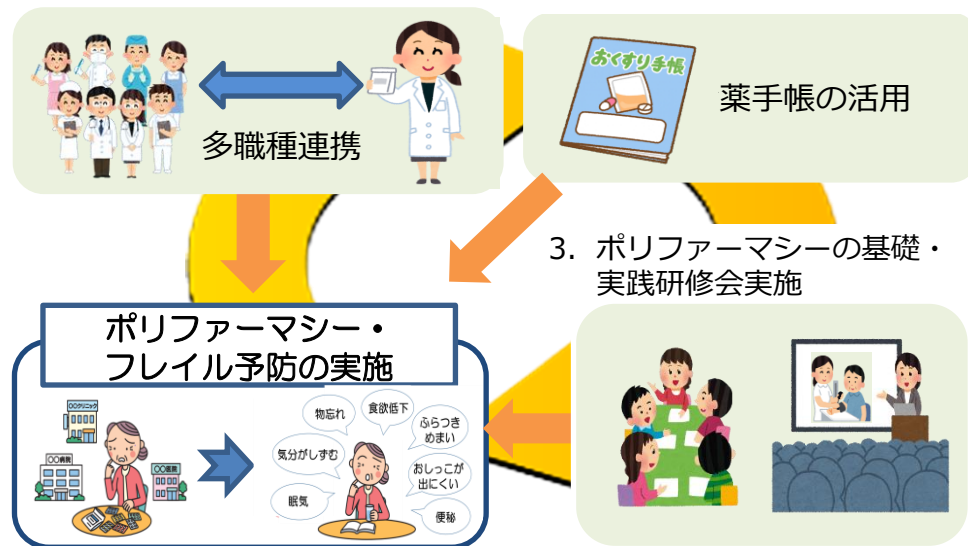 多職種連携
おくすり手帳
薬手帳の活用
3. ポリファーマシーの基礎・
実践研修会実施
ポリファーマシー・
フレイル予防の実施
〇〇クリニック
〇〇病院
〇〇医院
物忘れ
食欲低下
ふらつき
めまい
気分がしずむ
おしっこが
出にくい
眠気
便秘